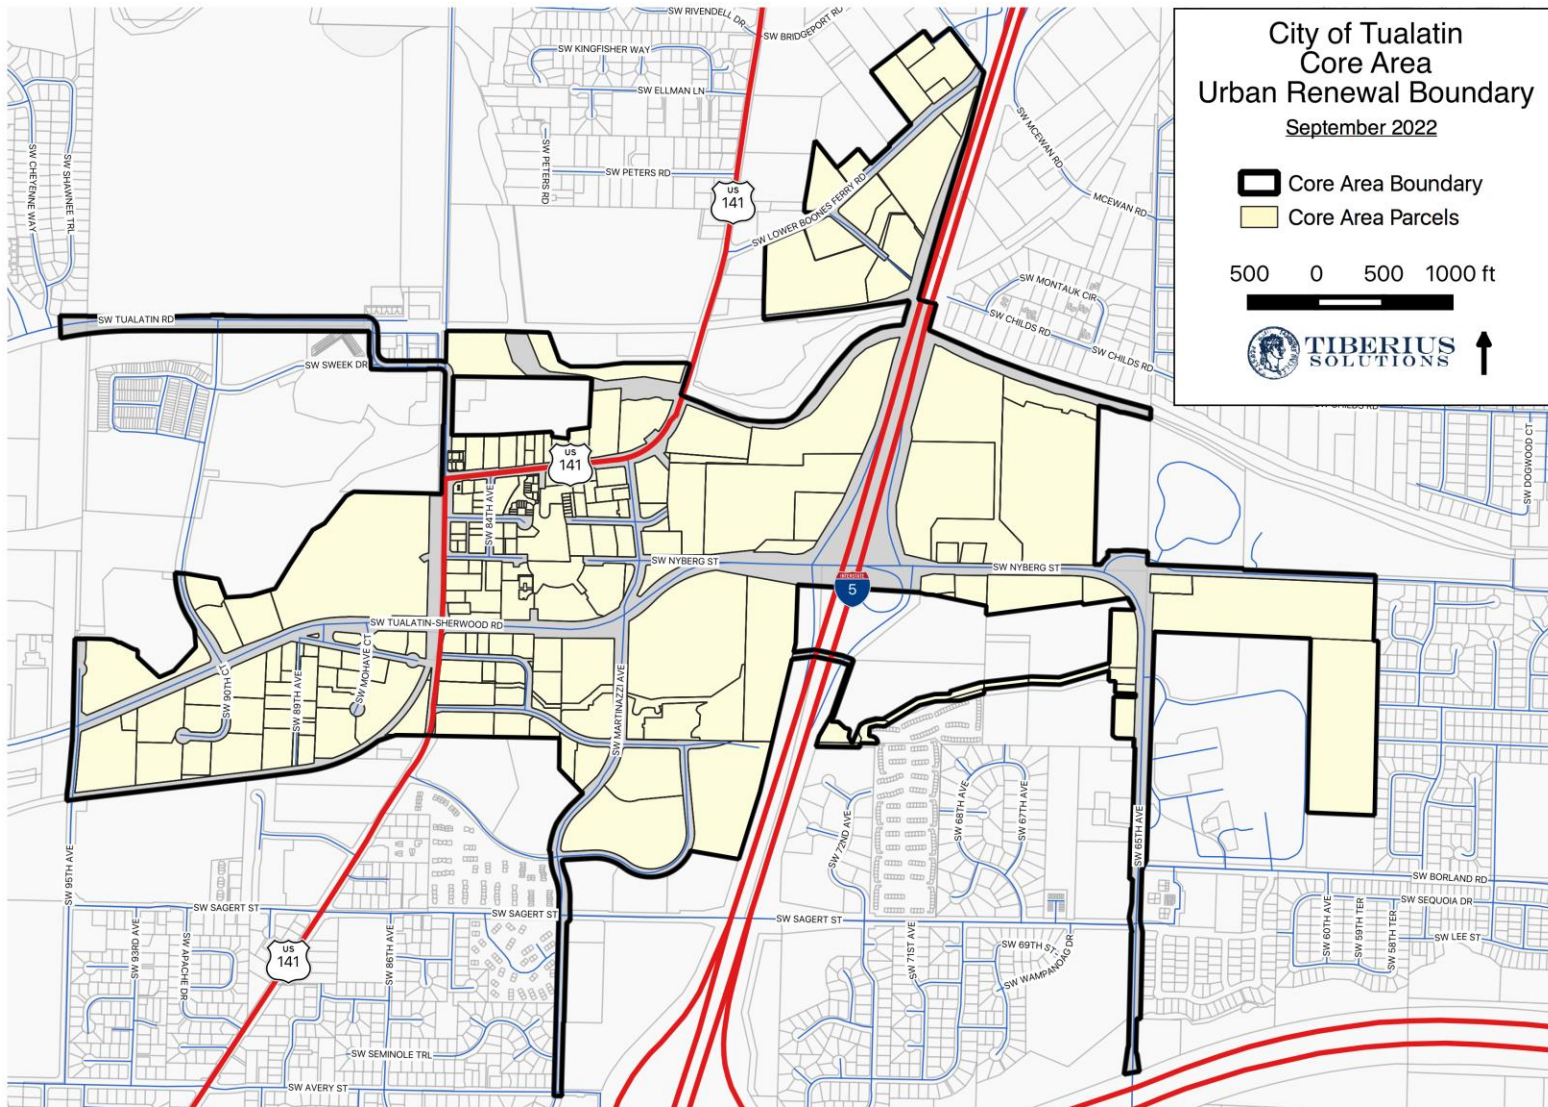 City of Tualatin
Core Area
Urban Renewal Boundary
September 2022
Core Area Boundary
Core Area Parcels
500 0 500 1000 ft
TIBERIUS
SOLUTIONS
SW RIVENDELL DR
SW BRIDGEPORT RD
SW KINGFISHER WAY
SW ELLMAN LN
SW PETERS RD
SW PETERS RD
US
141
SW LOWER BOONES FERRY RD
SW MCEWAN RD
MCEWAN RD
SW MONTAUK CIR
SW CHILDS RD
SW CHILDS RD
SW CHILDS RD
SW CHEYENNE WAY
SW SHAWNEE TRL
SW TUALATIN RD
SW SWEEK DR
US
141
SW 84TH AVE
SW DOGWOOD CT
SW NYBERG ST
SW NYBERG ST
INTERSTATE
5
SW TUALATIN-SHERWOOD RD
SW 90TH CT
SW 89TH AVE
SW MOHAVE CT
SW MARTINAZZI AVE
SW 95TH AVE
SW 72ND AVE
SW 68TH AVE
SW 67TH AVE
SW 65TH AVE
SW BORLAND RD
SW SEQUOIA DR
SW LEE ST
SW 60TH AVE
SW 59TH TER
SW 58TH TER
SW SAGERT ST
SW SAGERT ST
SW SAGERT ST
SW 93RD AVE
SW APACHE DR
US
141
SW 86TH AVE
SW 71ST AVE
SW 69TH ST
SW WAMPANOAG DR
SW SEMINOLE TRL
SW AVERY ST